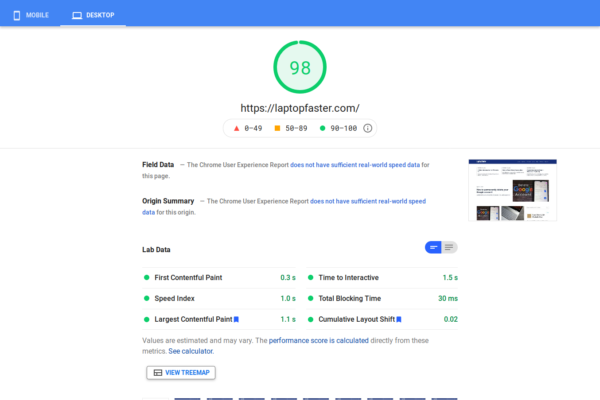 MOBILE
DESKTOP
98
https://laptopfaster.com/
0–49
50–89
90–100
Field Data — The Chrome User Experience Report does not have sufficient real-world speed data for
this page.
Origin Summary — The Chrome User Experience Report does not have sufficient real-world speed
data for this origin.
Lab Data
First Contentful Paint 0.3 s
Time to Interactive 1.5 s
Speed Index 1.0 s
Total Blocking Time 30 ms
Largest Contentful Paint 1.1 s
Cumulative Layout Shift 0.02
Values are estimated and may vary. The performance score is calculated directly from these
metrics. See calculator.
VIEW TREEMAP